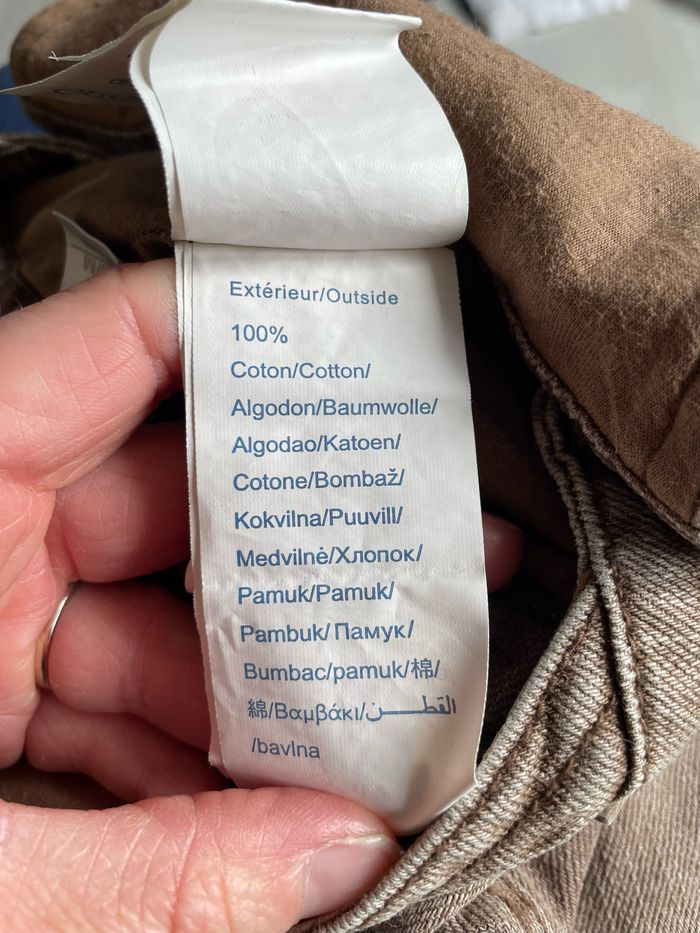 Extérieur/Outside
100%
Coton/Cotton/
Algodon/Baumwolle/
Algodao/Katoen/
Cotone/Bombaž/
Kokvilna/Puuvill/
Medvilnė/Хлопок/
Pamuk/Pamuk/
Pambuk/Памук/
Bumbac/pamuk/棉/
綿/Βαμβάκι/القطــــــن
/bavlna